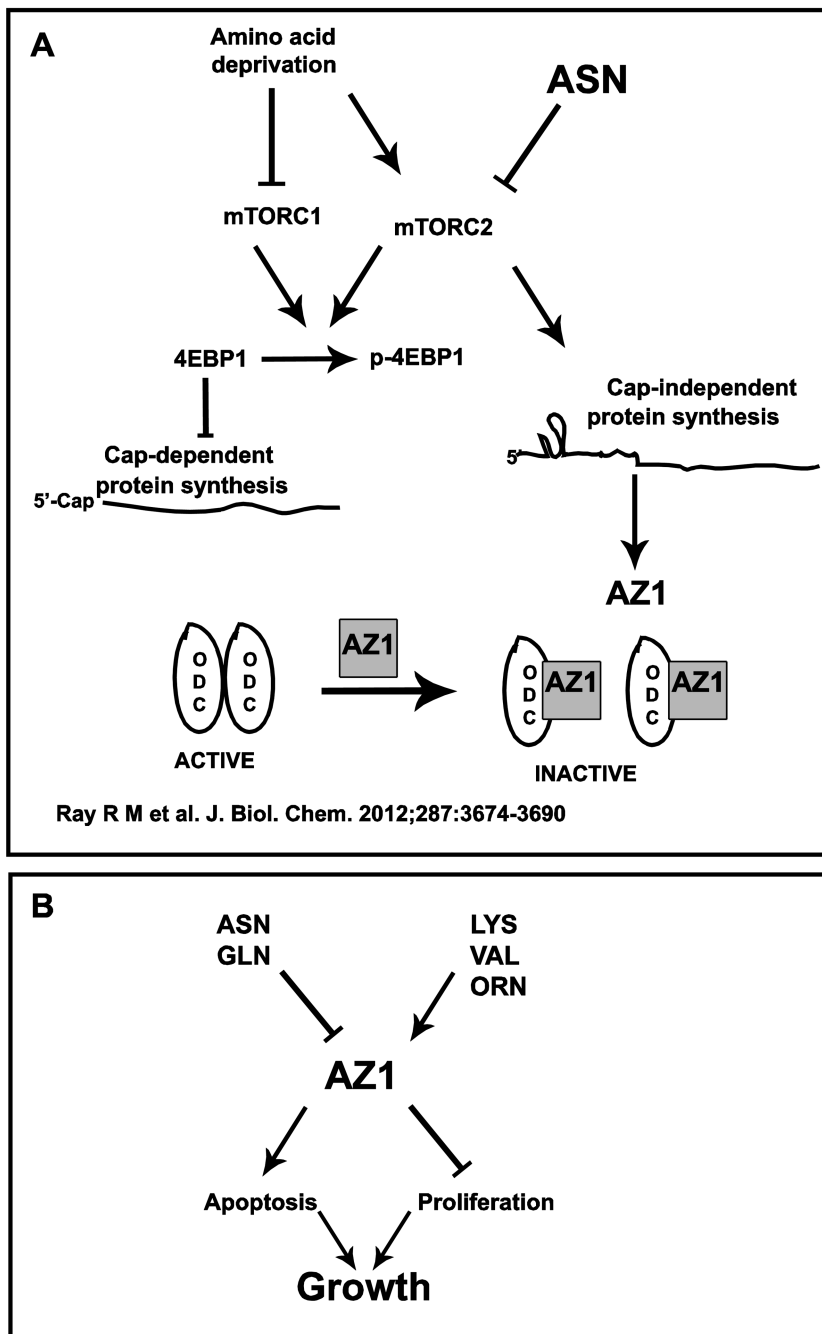 A
Amino acid
deprivation
ASN
mTORC1
mTORC2
4EBP1
p-4EBP1
Cap-independent
protein synthesis
Cap-dependent
protein synthesis
5'-Cap
5'
AZ1
ODC
ODC
AZ1
ODC
AZ1
ODC
AZ1
ACTIVE
INACTIVE
Ray R M et al. J. Biol. Chem. 2012;287:3674-3690
B
ASN
GLN
LYS
VAL
ORN
AZ1
Apoptosis
Proliferation
Growth